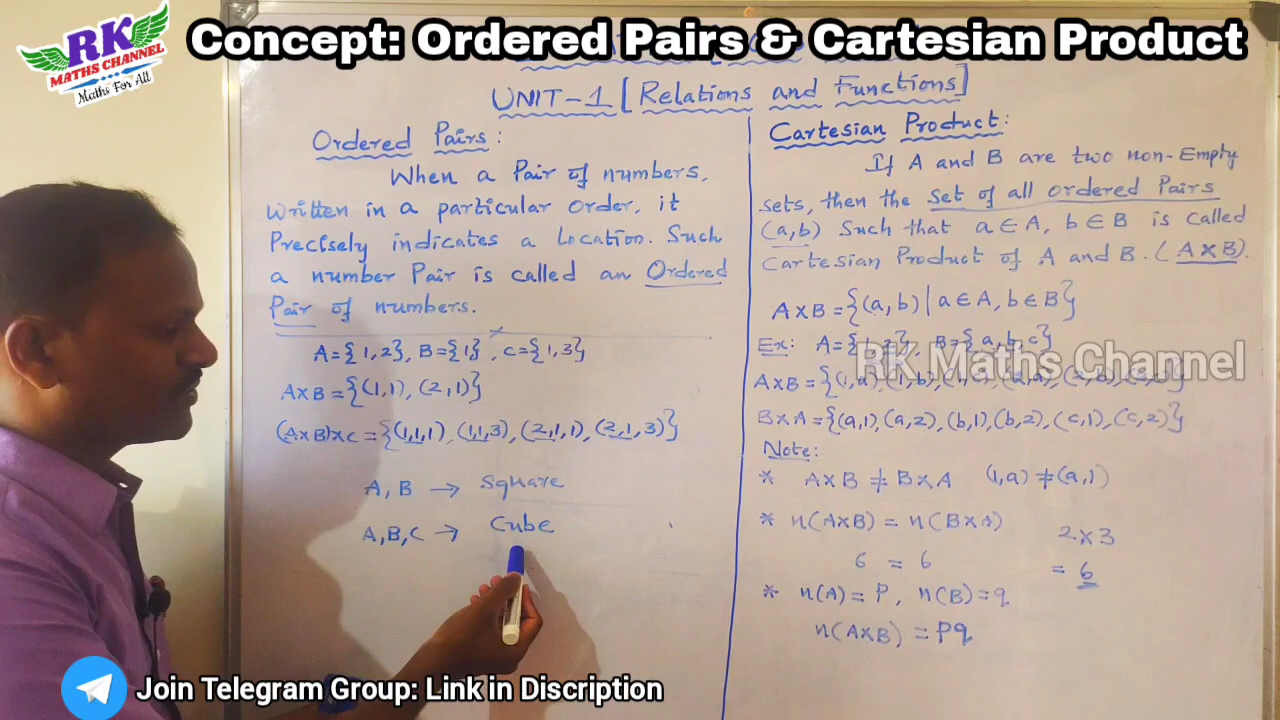 RK
MATHS CHANNEL
Maths For All
Concept: Ordered Pairs & Cartesian Product
UNIT-1 [Relations and Functions]
Ordered Pairs:
When a Pair of numbers,
written in a particular order, it
Precisely indicates a Location. Such
a number Pair is called an Ordered
Pair of numbers.
A={1,2}, B={1}, C={1,3}
A×B={(1,1), (2,1)}
(A×B)×C={(1,1,1), (1,1,3), (2,1,1), (2,1,3)}
A, B → Square
A,B,C → Cube
Cartesian Product:
If A and B are two non-Empty
sets, then the set of all ordered Pairs
(a,b) Such that a∈A, b∈B is called
Cartesian Product of A and B. (A×B).
A×B={(a,b)|a∈A, b∈B}
Ex: A={1,2}, B={a,b,c}
RK Maths Channel
A×B={(1,a), (1,b),
B×A={(a,1),(a,2),(b,1),(b,2),(c,1),(c,2)}
Note:
* A×B ≠ B×A (1,a)≠(a,1)
* n(A×B) = n(B×A)
2×3
6 = 6
= 6
* n(A)=P, n(B)=q
n(A×B) =Pq
Join Telegram Group: Link in Discription